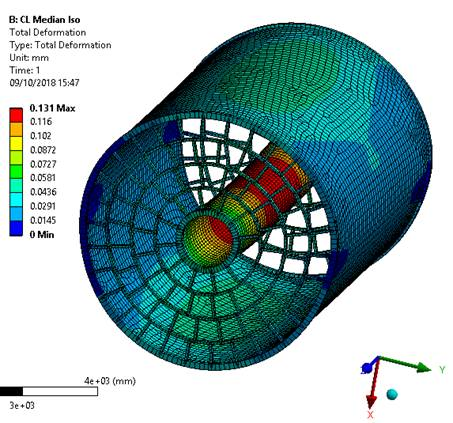 B: CL Median Iso
Total Deformation
Type: Total Deformation
Unit: mm
Time: 1
09/10/2018 15:47
0.131 Max
0.116
0.102
0.0872
0.0727
0.0581
0.0436
0.0291
0.0145
0 Min
4e+03 (mm)
3e+03
Y
X